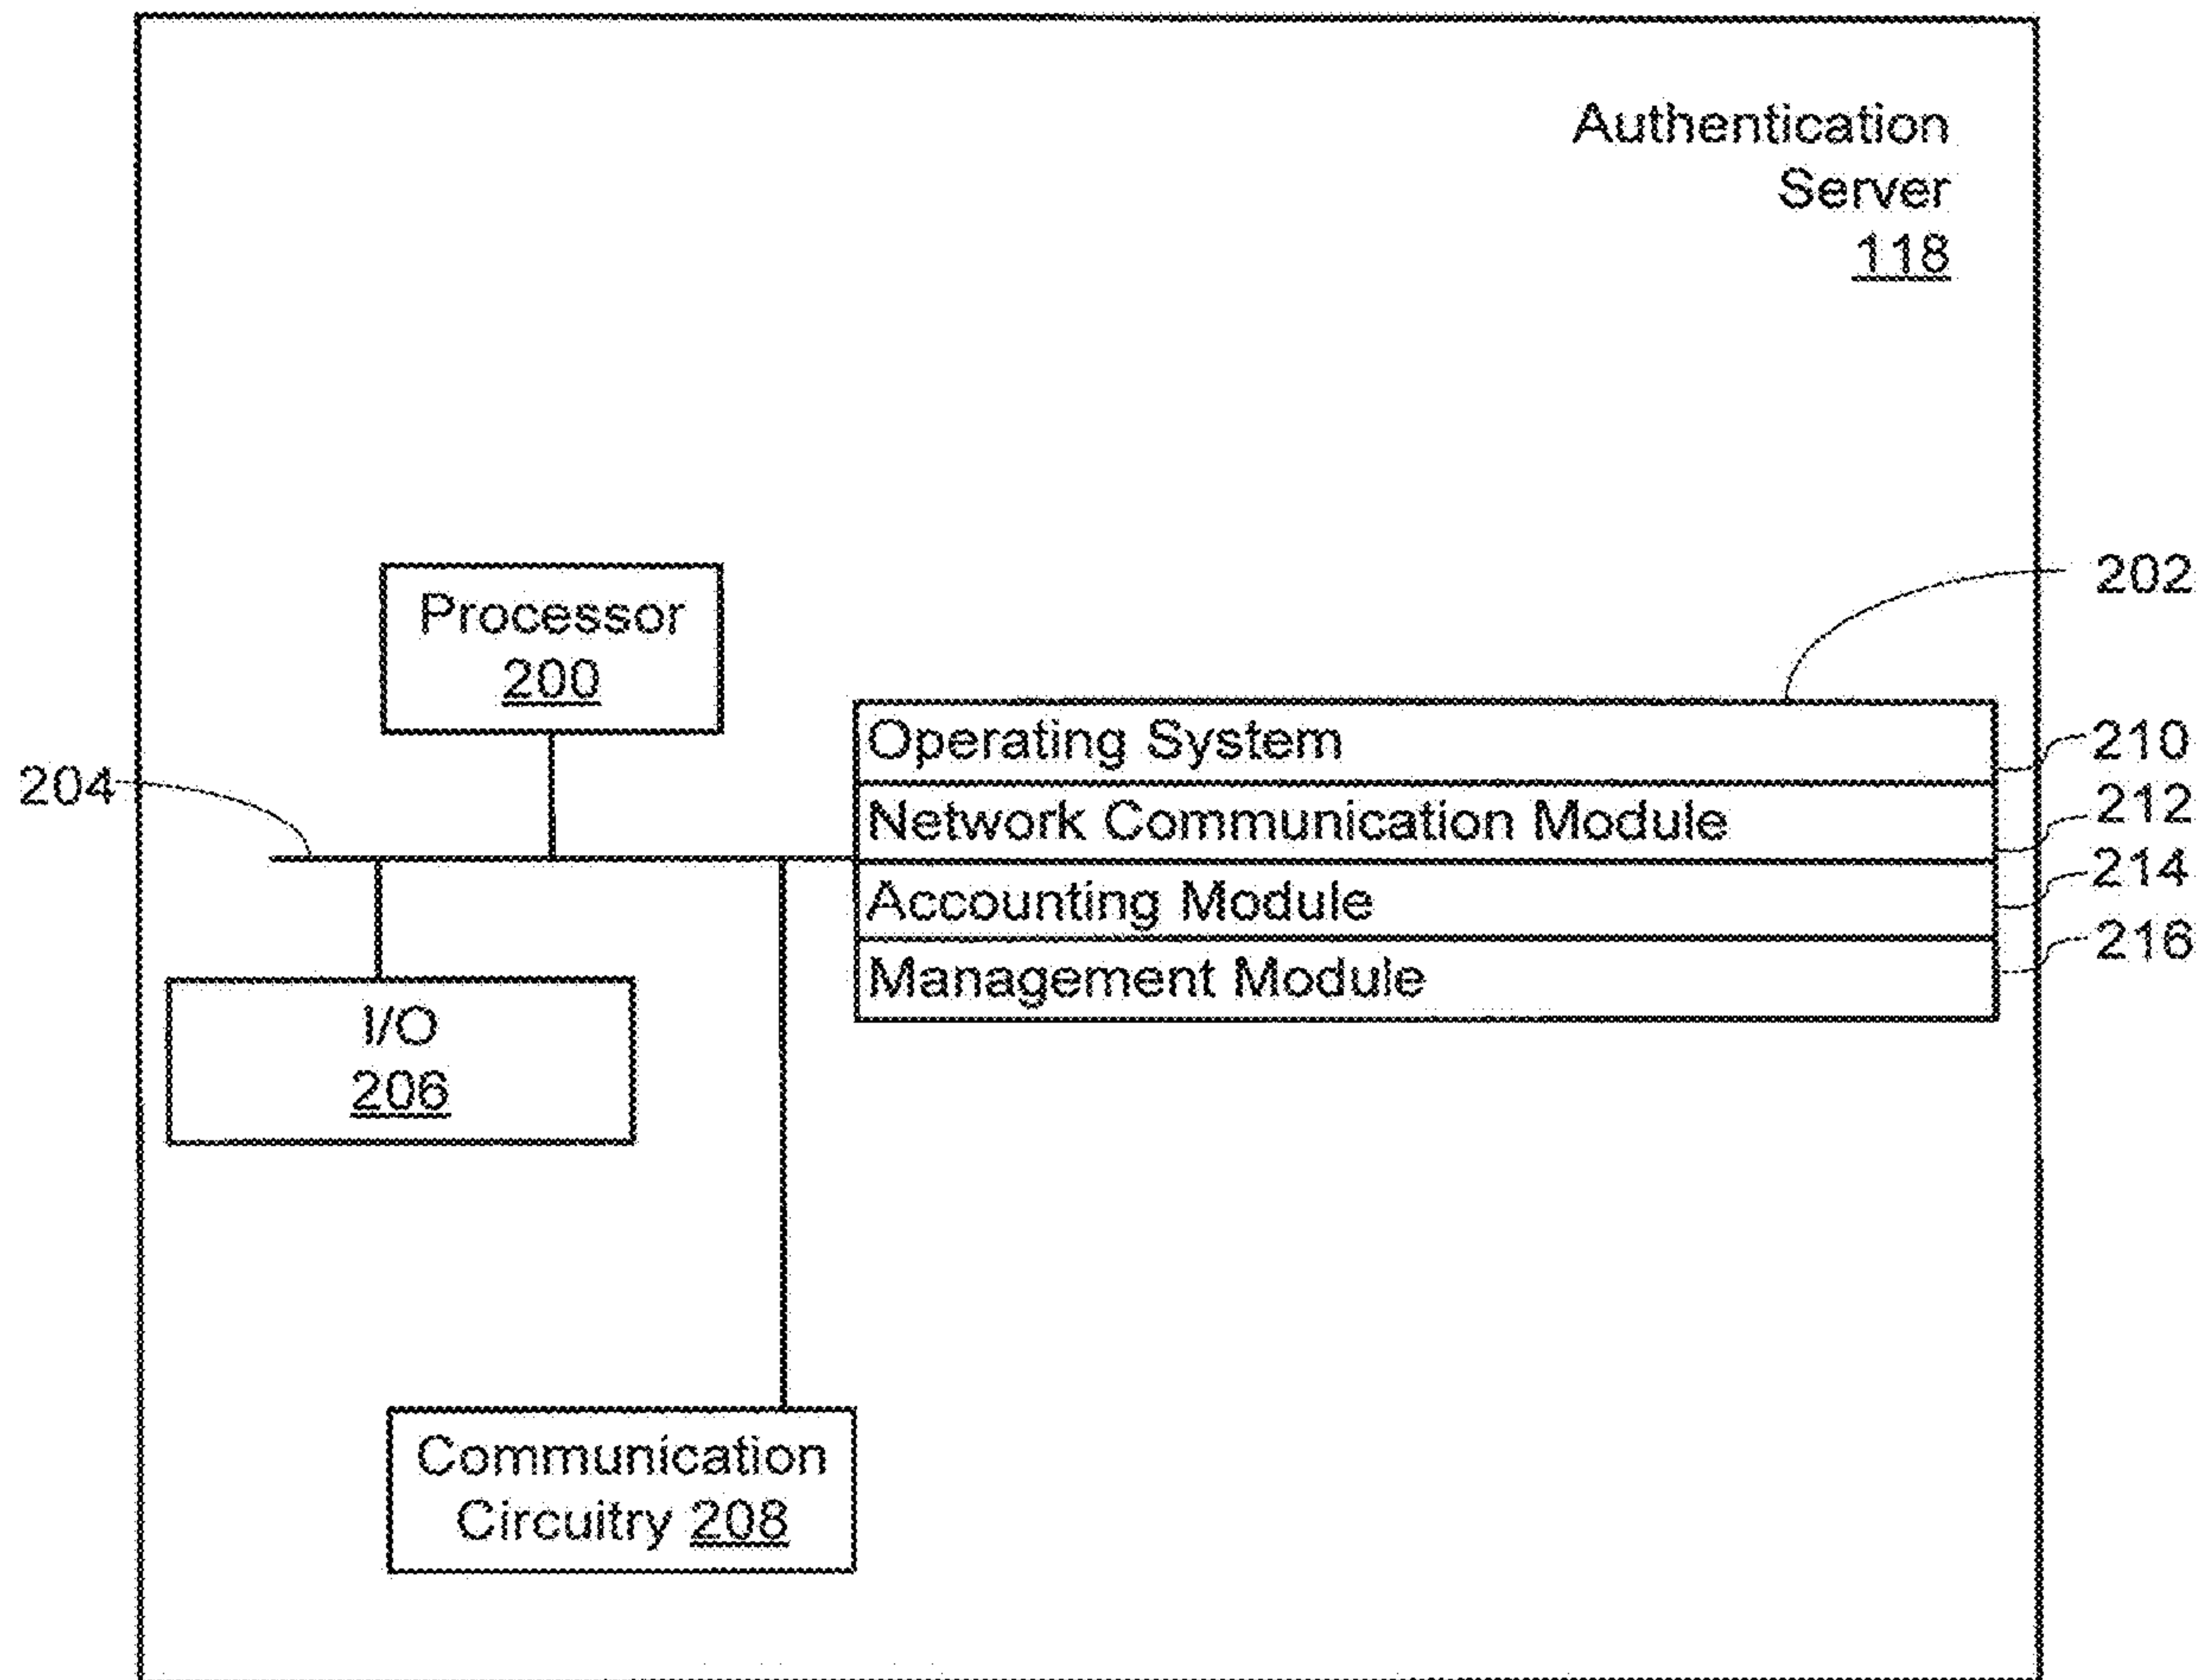 Authentication
Server
118
Processor
200
202
Operating System
210
204
Network Communication Module
212
Accounting Module
214
Management Module
216
I/O
206
Communication
Circuitry 208